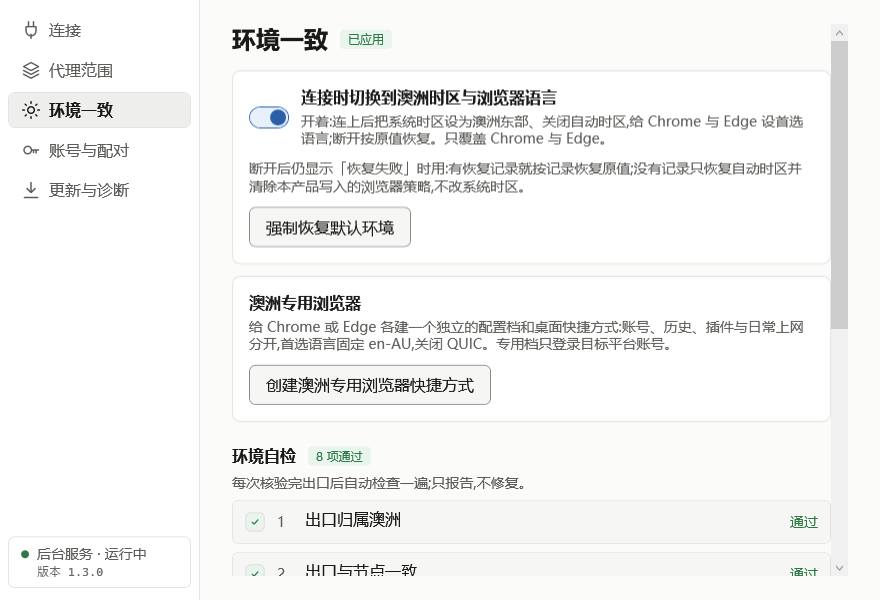 连接
代理范围
环境一致
账号与配对
更新与诊断
后台服务 · 运行中
版本 1.3.0
环境一致 已应用
连接时切换到澳洲时区与浏览器语言
开着:连上后把系统时区设为澳洲东部、关闭自动时区,给 Chrome 与 Edge 设首选
语言;断开按原值恢复。只覆盖 Chrome 与 Edge。
断开后仍显示「恢复失败」时用:有恢复记录就按记录恢复原值;没有记录只恢复自动时区并
清除本产品写入的浏览器策略,不改系统时区。
强制恢复默认环境
澳洲专用浏览器
给 Chrome 或 Edge 各建一个独立的配置档和桌面快捷方式:账号、历史、插件与日常上网
分开,首选语言固定 en-AU,关闭 QUIC。专用档只登录目标平台账号。
创建澳洲专用浏览器快捷方式
环境自检 8 项通过
每次核验完出口后自动检查一遍;只报告,不修复。
1 出口归属澳洲 通过
2 出口与节点一致 通过